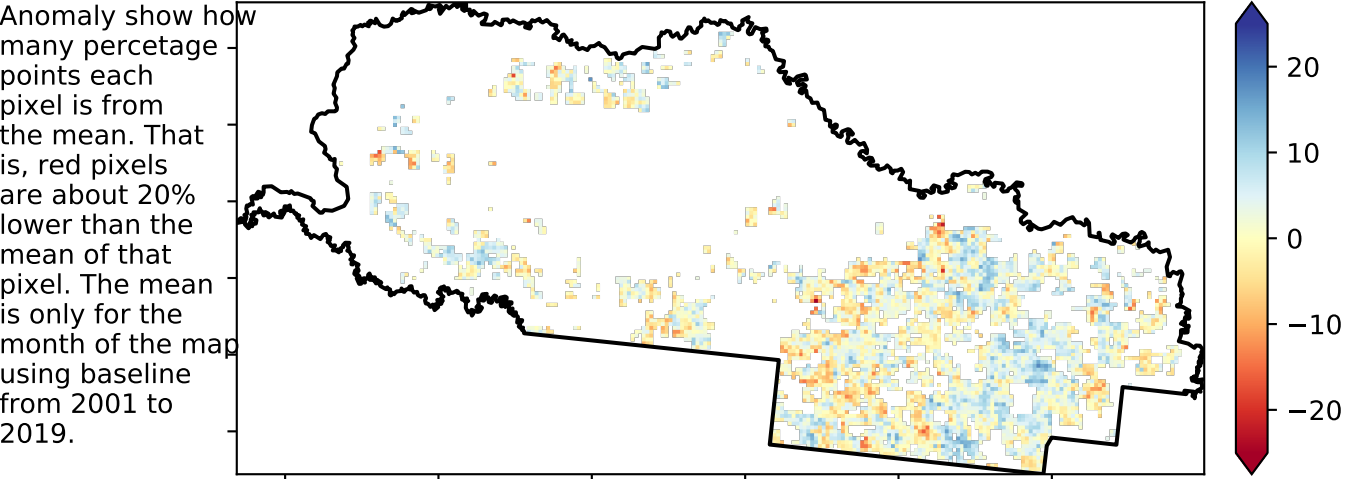 Anomaly show how
many percetage
points each
pixel is from
the mean. That
is, red pixels
are about 20%
lower than the
mean of that
pixel. The mean
is only for the
month of the map
using baseline
from 2001 to
2019.
20
10
0
−10
−20